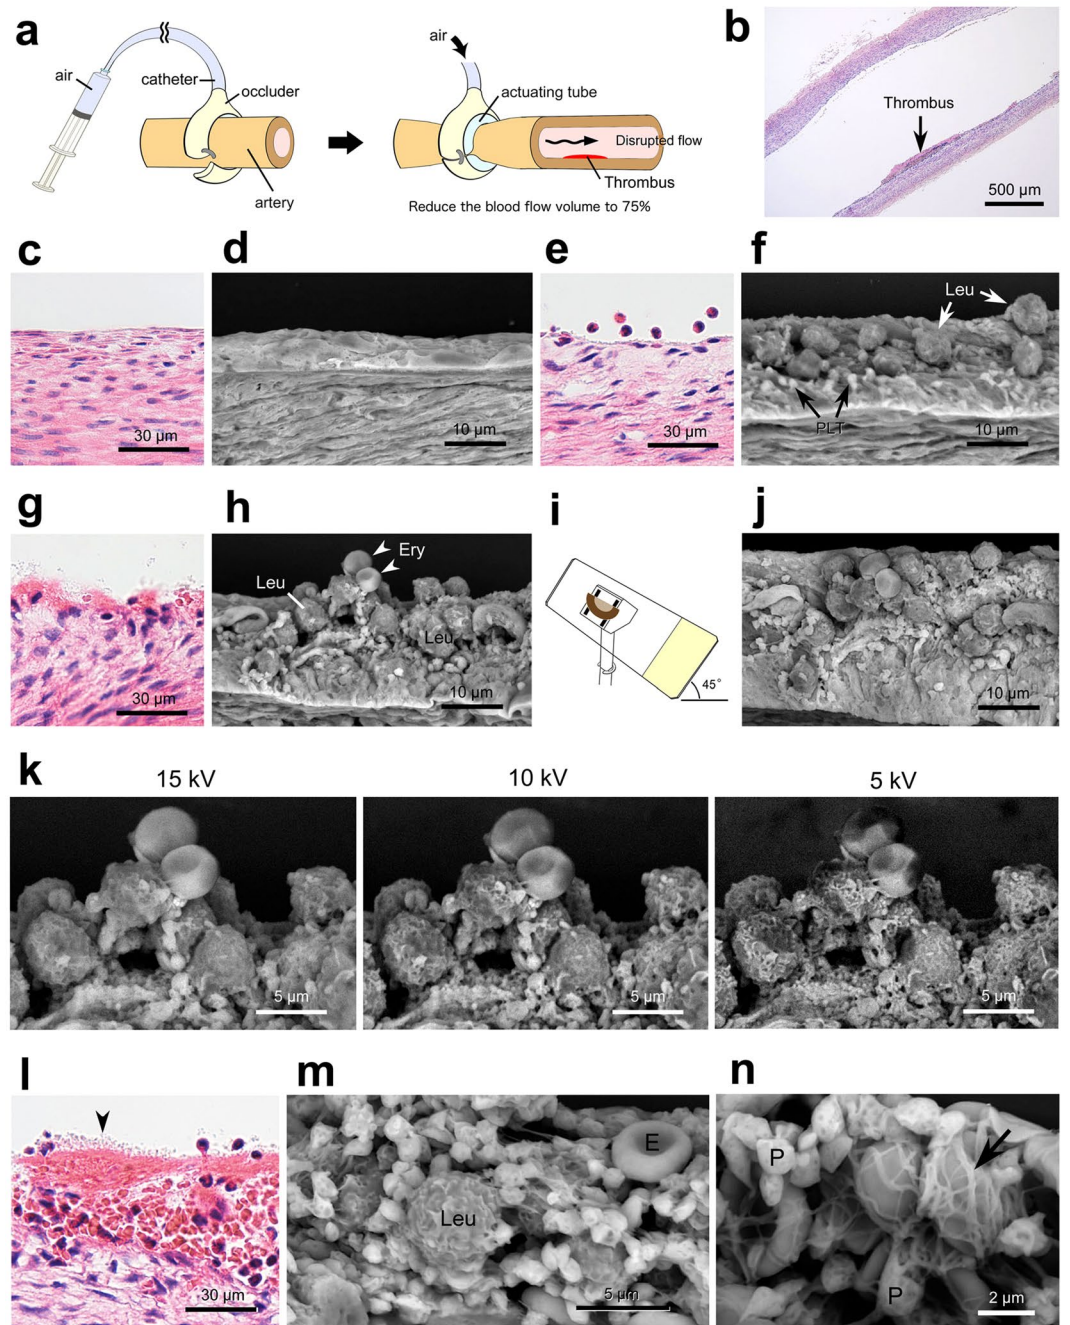 a
air
catheter
occluder
artery
air
actuating tube
Disrupted flow
Thrombus
Reduce the blood flow volume to 75%
b
Thrombus
500 µm
c
30 µm
d
10 µm
e
30 µm
f
Leu
PLT
10 µm
g
30 µm
h
Ery
Leu
Leu
10 µm
i
45°
j
10 µm
k
15 kV
10 kV
5 kV
5 µm
5 µm
5 µm
l
30 µm
m
E
Leu
5 µm
n
P
P
2 µm